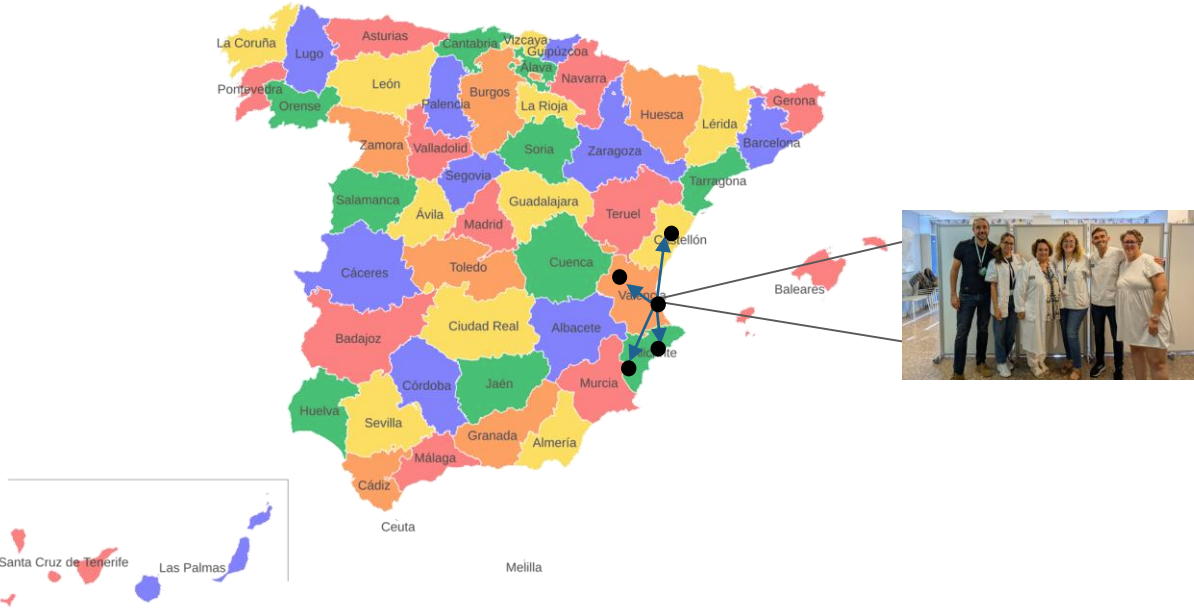 La Coruña
Lugo
Asturias
Cantabria
Vizcaya
Guipúzcoa
Álava
Navarra
Pontevedra
Orense
León
Palencia
Burgos
La Rioja
Huesca
Lérida
Gerona
Barcelona
Zamora
Valladolid
Soria
Zaragoza
Segovia
Tarragona
Salamanca
Ávila
Madrid
Guadalajara
Teruel
Castellón
Cáceres
Toledo
Cuenca
Valencia
Baleares
Badajoz
Ciudad Real
Albacete
Alicante
Córdoba
Jaén
Murcia
Huelva
Sevilla
Granada
Almería
Málaga
Cádiz
Ceuta
Santa Cruz de Tenerife
Las Palmas
Melilla